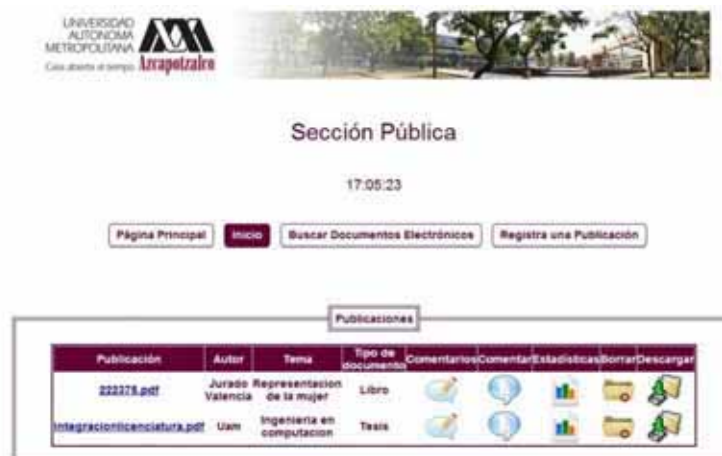 UNIVERSIDAD
AUTONOMA
METROPOLITANA
Casa abierta al tiempo Azcapotzalco
Sección Pública
17:05:23
Página Principal Inicio Buscar Documentos Electrónicos Registra una Publicación
Publicaciones
Publicación Autor Tema Tipo de documento Comentarios Comentar Estadísticas Borrar Descargar
222376.pdf Jurado Valencia Representacion de la mujer Libro
integracionlicenciatura.pdf Uam Ingenieria en computacion Tesis